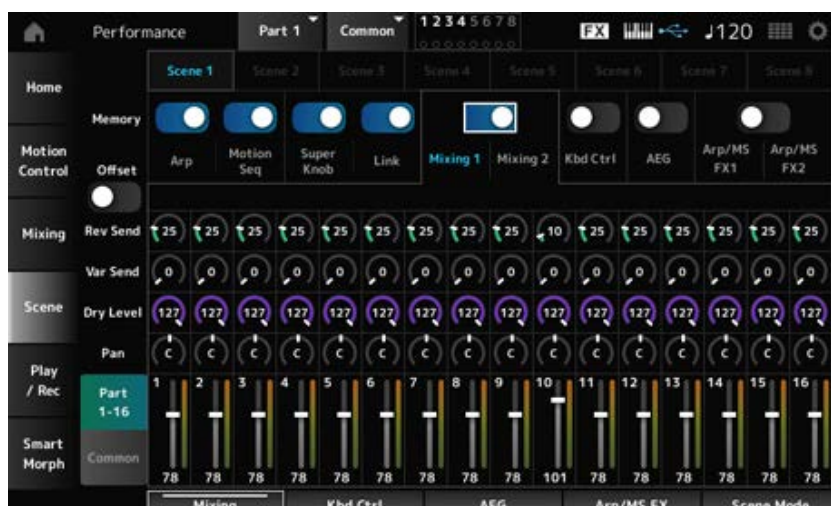 Performance Part 1 Common 1 2 3 4 5 6 7 8 FX ♩120
Scene 1 Scene 2 Scene 3 Scene 4 Scene 5 Scene 6 Scene 7 Scene 8
Home
Memory
Arp Motion Seq Super Knob Link Mixing 1 Mixing 2 Kbd Ctrl AEG Arp/MS FX1 Arp/MS FX2
Motion Control
Offset
Mixing
Rev Send 25 25 25 25 25 25 25 25 25 10 25 25 25 25 25 25
Var Send 0 0 0 0 0 0 0 0 0 0 0 0 0 0 0 0
Scene
Dry Level 127 127 127 127 127 127 127 127 127 127 127 127 127 127 127 127
Pan C C C C C C C C C C C C C C C C
Play / Rec
Part 1-16
1 2 3 4 5 6 7 8 9 10 11 12 13 14 15 16
Smart Morph
Common
78 78 78 78 78 78 78 78 78 101 78 78 78 78 78 78
Mixing Kbd Ctrl AEG Arp/MS FX Scene Mode